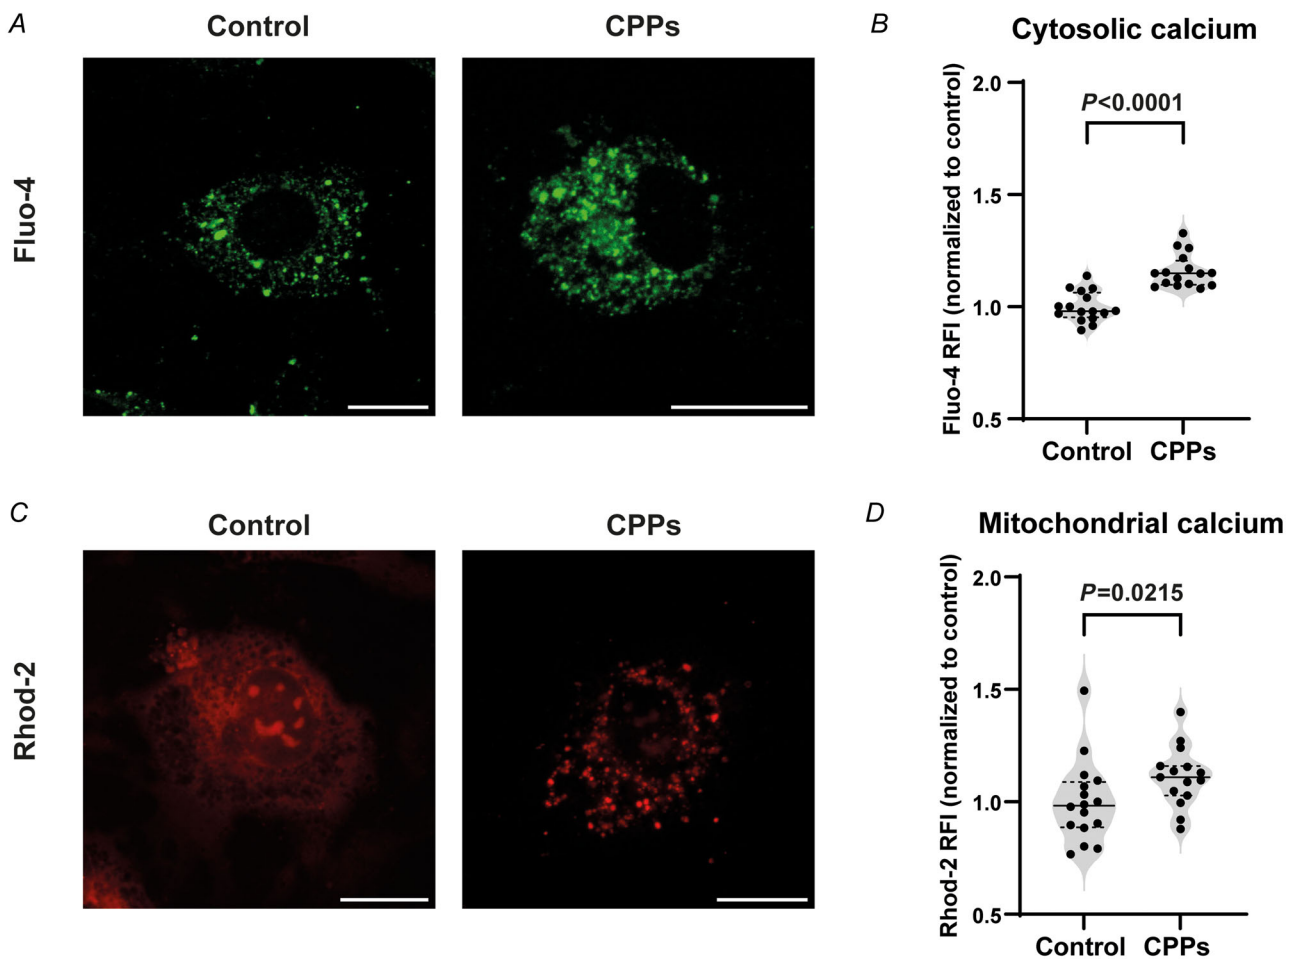 A
Control
CPPs
Fluo-4
B
Cytosolic calcium
Fluo-4 RFI (normalized to control)
2.0
1.5
1.0
0.5
P<0.0001
Control
CPPs
C
Control
CPPs
Rhod-2
D
Mitochondrial calcium
Rhod-2 RFI (normalized to control)
2.0
1.5
1.0
0.5
P=0.0215
Control
CPPs